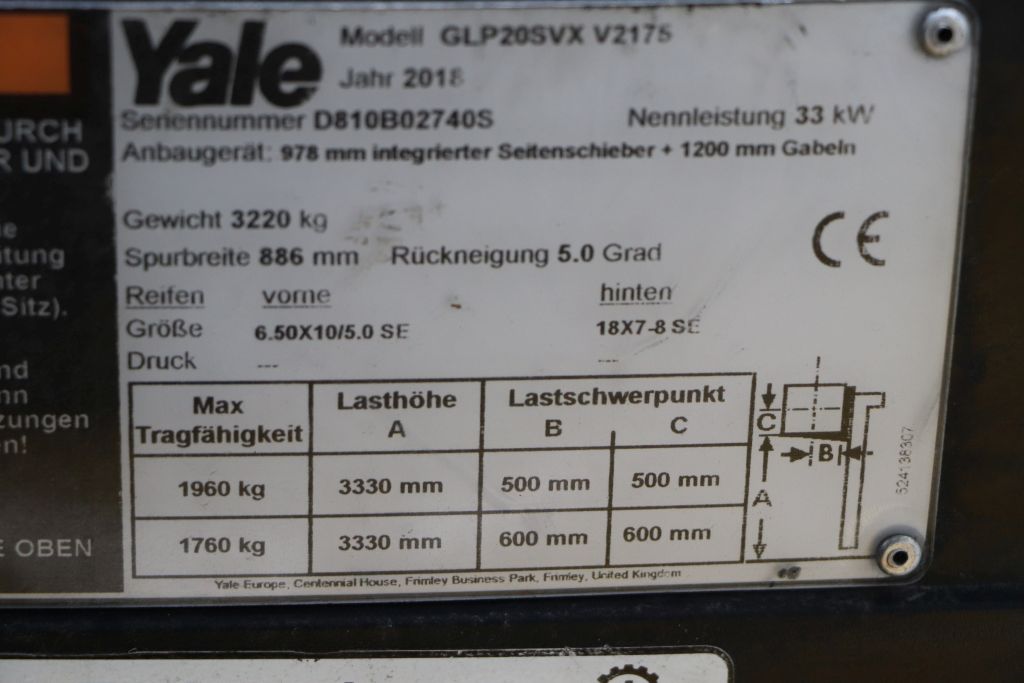 Yale
Modell GLP20SVX V2175
Jahr 2018
Seriennummer D810B02740S Nennleistung 33 kW
Anbaugerät: 978 mm integrierter Seitenschieber + 1200 mm Gabeln
Gewicht 3220 kg
CE
Spurbreite 886 mm Rückneigung 5.0 Grad
Reifen vorne hinten
Größe 6.50X10/5.0 SE 18X7-8 SE
Druck --- ---
Max Tragfähigkeit Lasthöhe A Lastschwerpunkt B C
1960 kg 3330 mm 500 mm 500 mm
1760 kg 3330 mm 600 mm 600 mm
C
B
A
524138307
Yale Europe, Centennial House, Frimley Business Park, Frimley, United Kingdom
URCH
R UND
tung
Sitz).
nd
zungen
n!
E OBEN